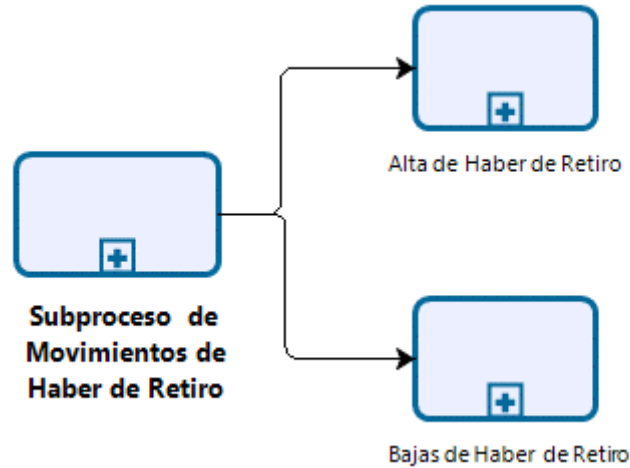 Alta de Haber de Retiro
Subproceso de
Movimientos de
Haber de Retiro
Bajas de Haber de Retiro